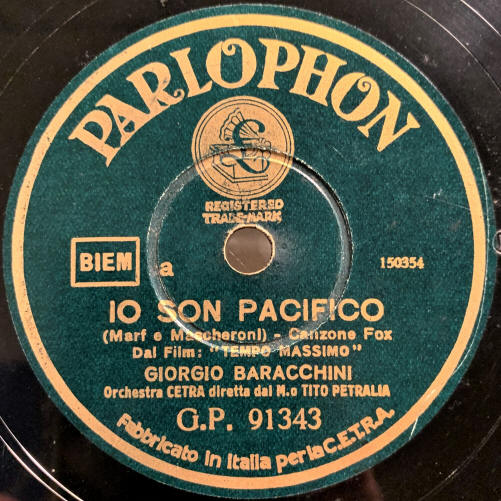 PARLOPHON
£
REGISTERED
TRADE-MARK
BIEM a 150354
IO SON PACIFICO
(Marf e Mascheroni) - Canzone Fox
Dal Film: "TEMPO MASSIMO"
GIORGIO BARACCHINI
Orchestra CETRA diretta dal M.o TITO PETRALIA
G.P. 91343
Fabbricato in Italia per la C.E.T.R.A.